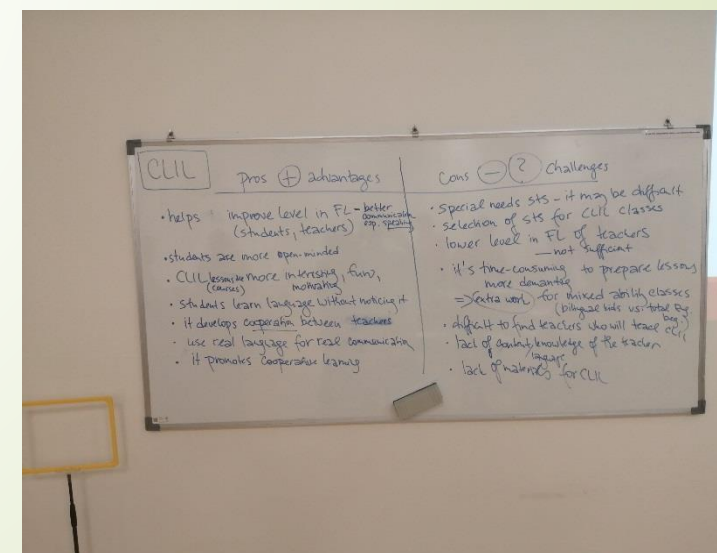 CLIL
Pros + advantages
• helps improve level in FL - better
communication
esp. speaking
(students, teachers)
• students are more open-minded
• CLIL lessons are more interesting, funny,
(courses) motivating
• students learn language without noticing it
• it develops cooperation between teachers
• use real language for real communication
• it promotes cooperative learning
Cons - ? Challenges
• special needs sts - it may be difficult
• selection of sts for CLIL classes
• lower level in FL of teachers
— not sufficient
• it's time-consuming to prepare lessons
more demanding
=> extra work for mixed ability classes
(bilingual kids vs. total beg.
• difficult to find teachers who will teach CLIL
• lack of content knowledge of the teachers
/language
• lack of materials for CLIL